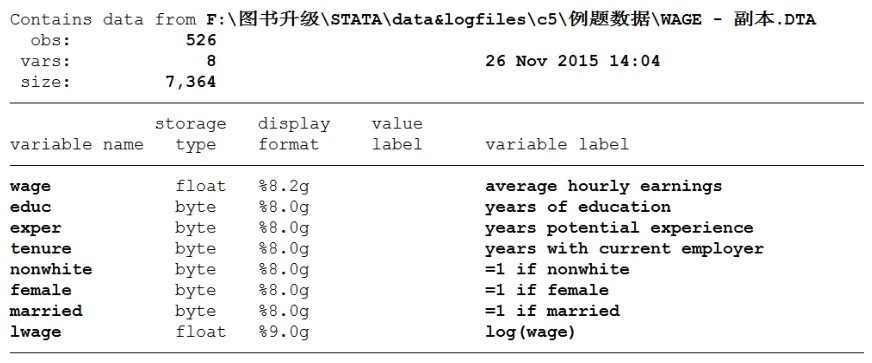 Contains data from F:\图书升级\STATA\data&logfiles\c5\例题数据\WAGE - 副本.DTA
obs: 526
vars: 8 26 Nov 2015 14:04
size: 7,364
storage display value
variable name type format label variable label
wage float %8.2g average hourly earnings
educ byte %8.0g years of education
exper byte %8.0g years potential experience
tenure byte %8.0g years with current employer
nonwhite byte %8.0g =1 if nonwhite
female byte %8.0g =1 if female
married byte %8.0g =1 if married
lwage float %9.0g log(wage)